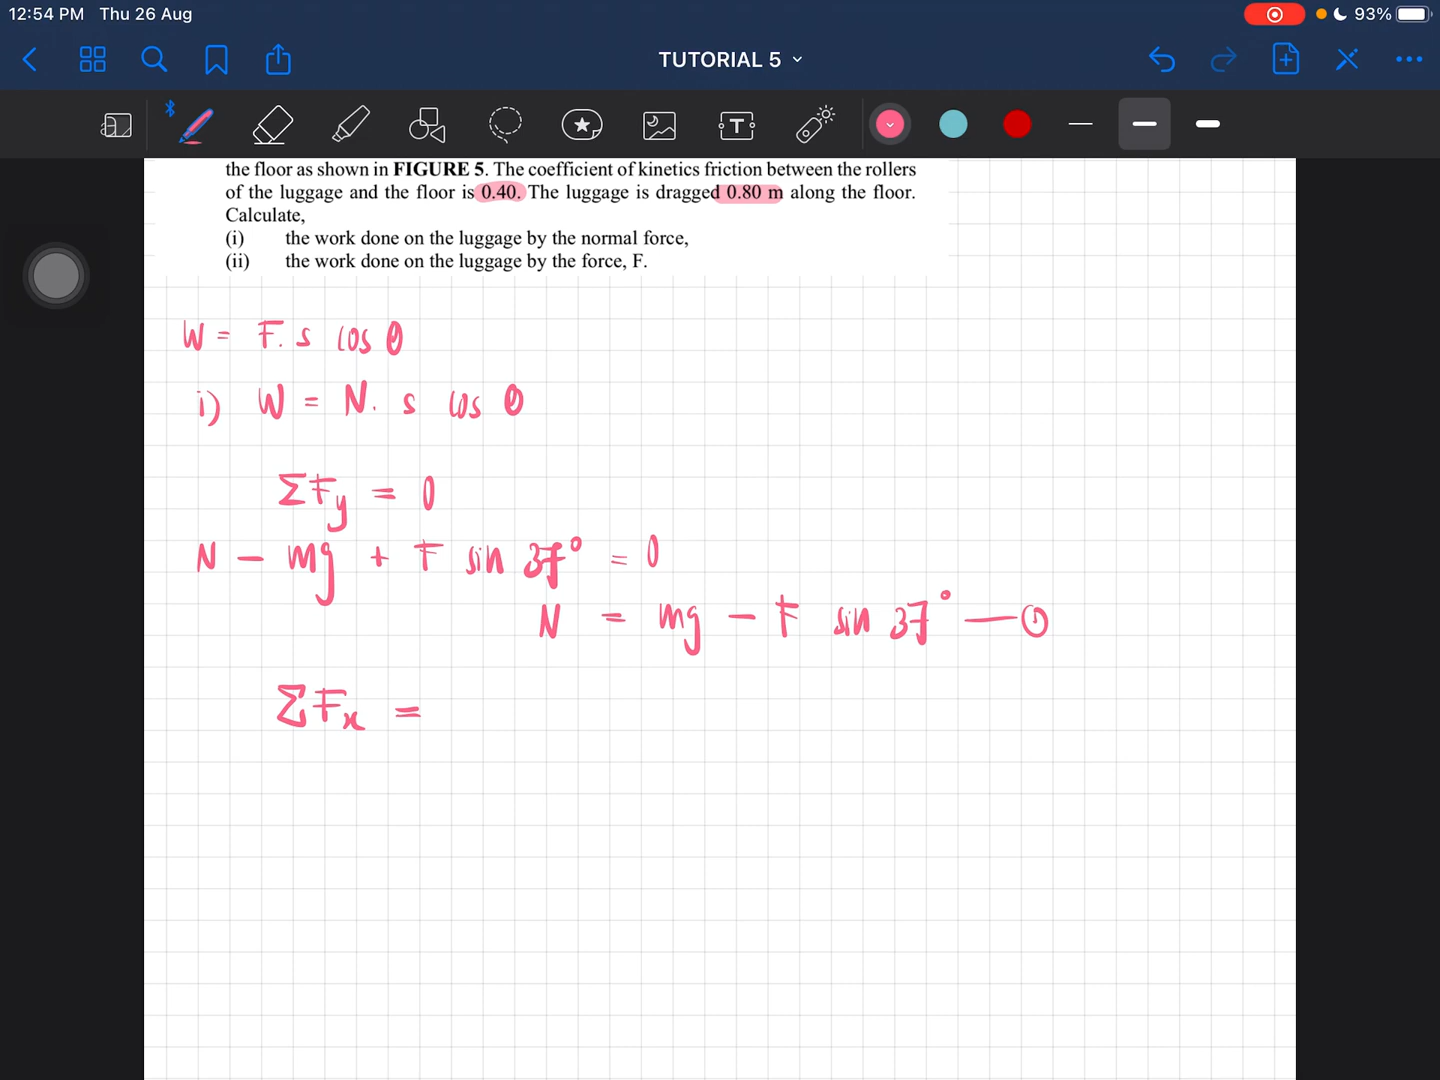 12:54 PM Thu 26 Aug
93%
TUTORIAL 5
the floor as shown in FIGURE 5. The coefficient of kinetics friction between the rollers
of the luggage and the floor is 0.40. The luggage is dragged 0.80 m along the floor.
Calculate,
(i) the work done on the luggage by the normal force,
(ii) the work done on the luggage by the force, F.
W = F. s cos θ
i) W = N. s cos θ
ΣFy = 0
N − mg + F sin 37° = 0
N = mg − F sin 37° — ①
ΣFx =